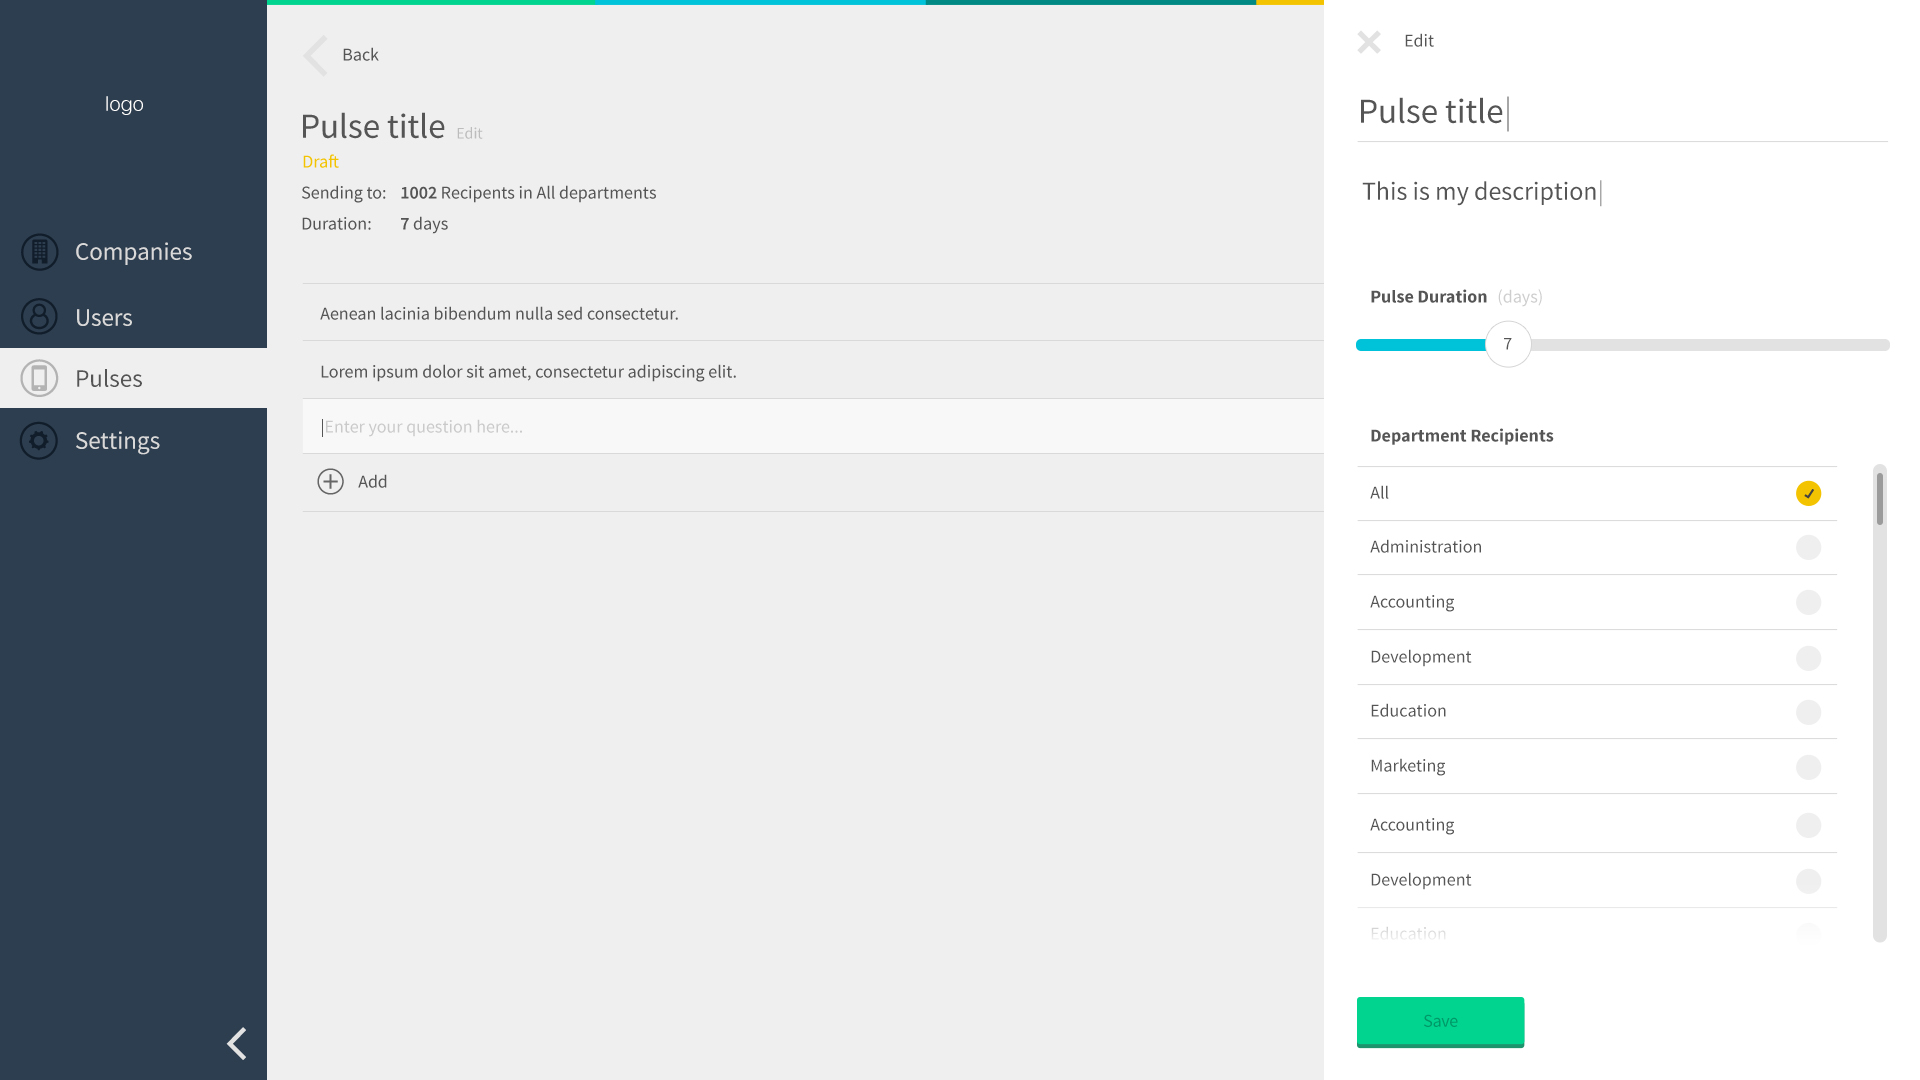 logo
Companies
Users
Pulses
Settings
Back
Pulse title Edit
Draft
Sending to: 1002 Recipents in All departments
Duration: 7 days
Aenean lacinia bibendum nulla sed consectetur.
Lorem ipsum dolor sit amet, consectetur adipiscing elit.
Enter your question here...
Add
Edit
Pulse title
This is my description
Pulse Duration (days)
7
Department Recipients
All
Administration
Accounting
Development
Education
Marketing
Accounting
Development
Education
Save